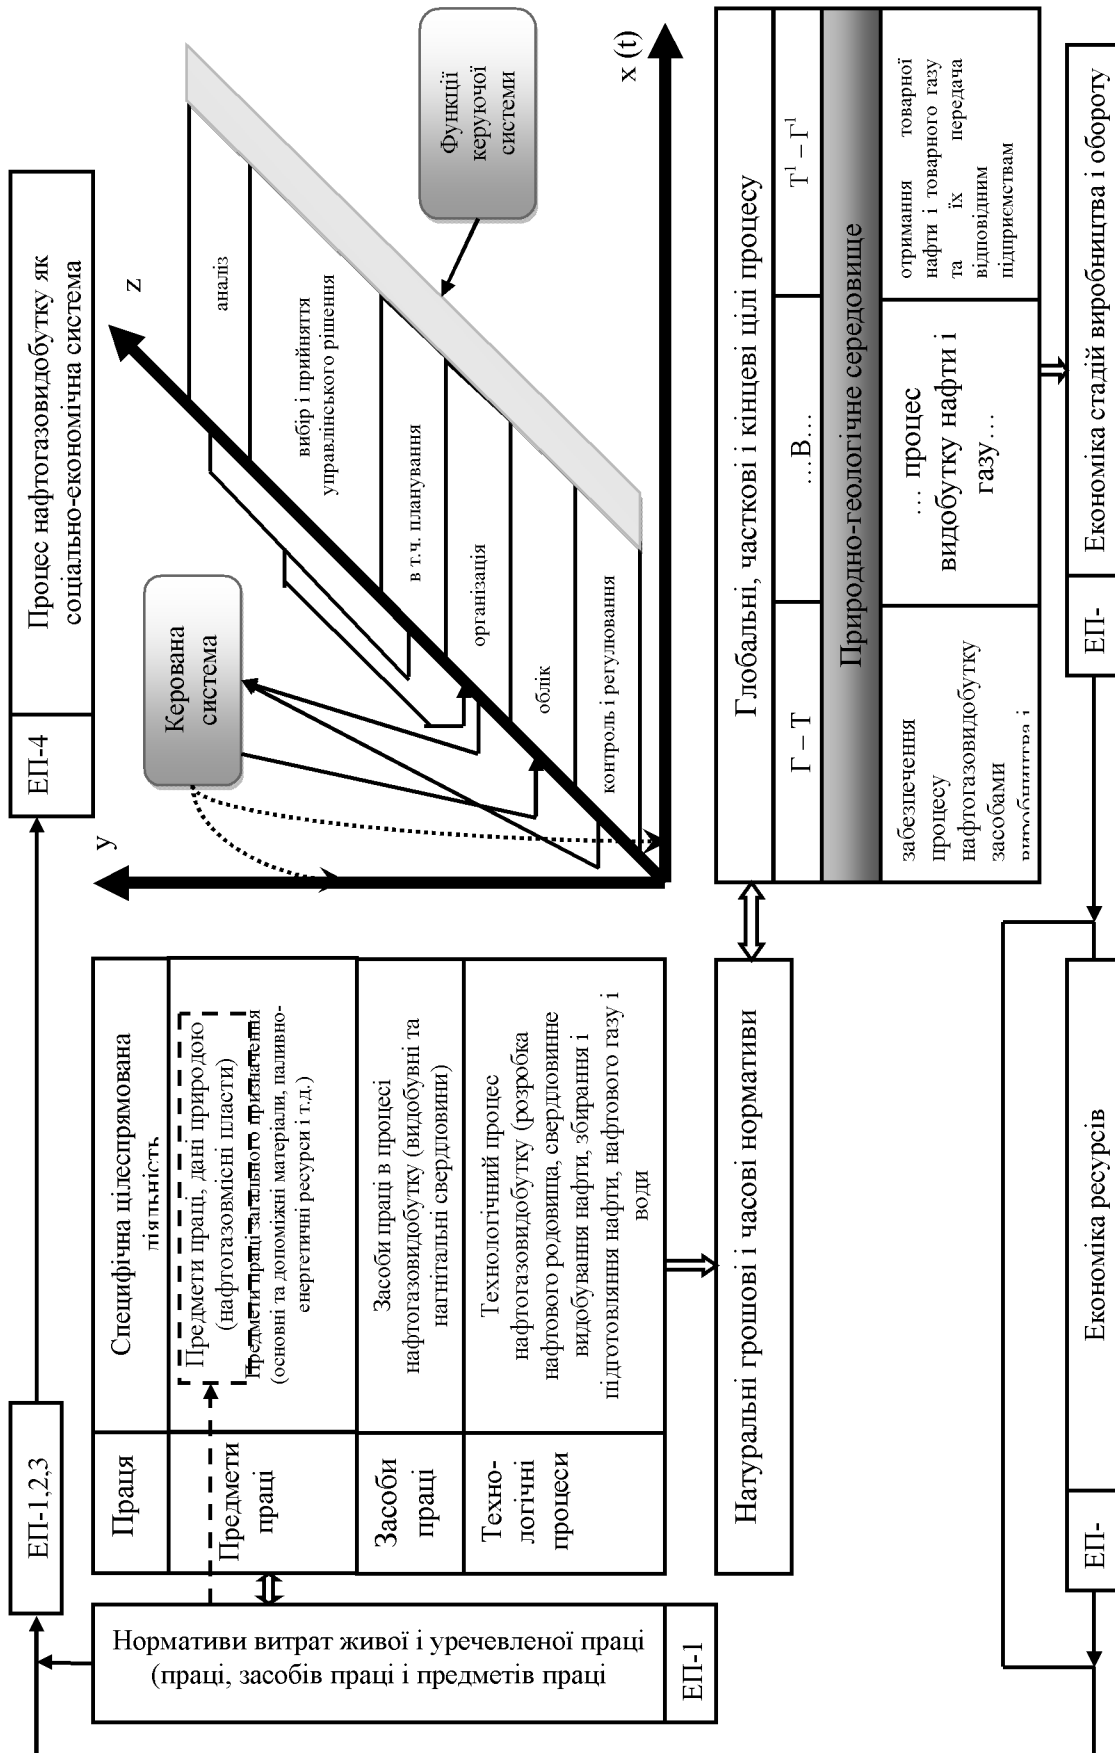 ЕП-1,2,3
ЕП-4
Процес нафтогазовидобутку як
соціально-економічна система
Нормативи витрат живої і уречевленої праці
(праці, засобів праці і предметів праці
ЕП-1
Праця
Специфічна цілеспрямована
діяльність
Предмети
праці
Предмети праці, дані природою
(нафтогазовмісні пласти)
Предмети праці загального призначення
(основні та допоміжні матеріали, паливно-
енергетичні ресурси і т.д.)
Засоби
праці
Засоби праці в процесі
нафтогазовидобутку (видобувні та
нагнітальні свердловини)
Техно-
логічні
процеси
Технологічний процес
нафтогазовидобутку (розробка
нафтового родовища, свердловинне
видобування нафти, збирання і
підготовляння нафти, нафтового газу і
води
y
z
x (t)
Керована
система
Функції
керуючої
системи
аналіз
вибір і прийняття
управлінського рішення
в т.ч. планування
організація
облік
контроль і регулювання
Натуральні грошові і часові нормативи
Глобальні, часткові і кінцеві цілі процесу
Г – Т
…В…
Т¹ – Г¹
Природно-геологічне середовище
забезпечення
процесу
нафтогазовидобутку
засобами
виробництва і
… процес
видобутку нафти і
газу…
отримання товарної
нафти і товарного газу
та їх передача
відповідним
підприємствам
ЕП-
Економіка ресурсів
ЕП-
Економіка стадій виробництва і обороту